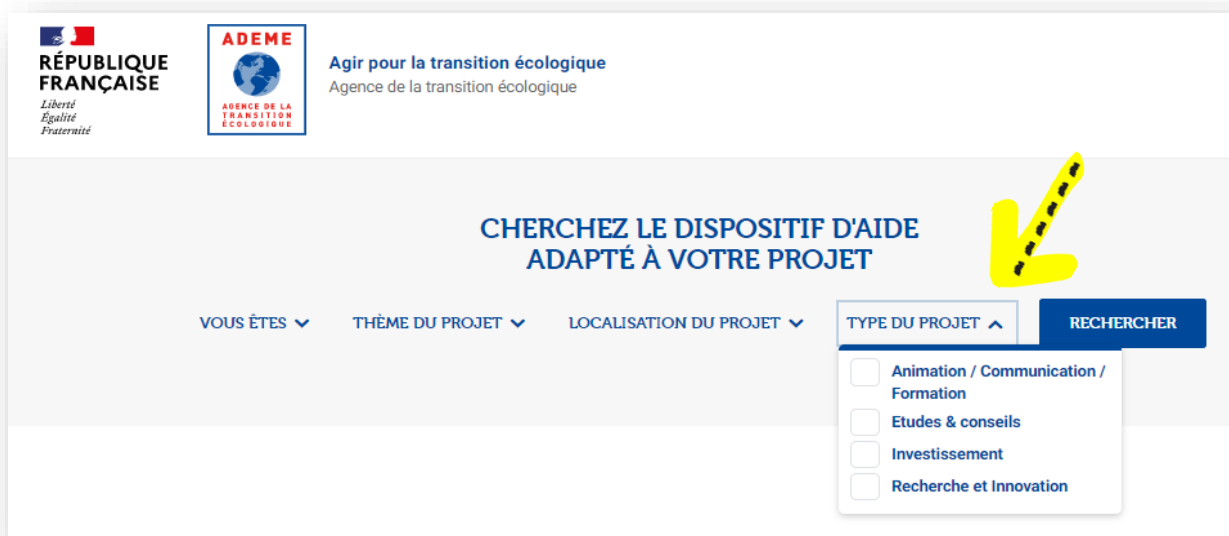 RÉPUBLIQUE
FRANÇAISE
Liberté
Égalité
Fraternité
ADEME
AGENCE DE LA
TRANSITION
ÉCOLOGIQUE
Agir pour la transition écologique
Agence de la transition écologique
CHERCHEZ LE DISPOSITIF D'AIDE
ADAPTÉ À VOTRE PROJET
VOUS ÊTES
THÈME DU PROJET
LOCALISATION DU PROJET
TYPE DU PROJET
RECHERCHER
Animation / Communication /
Formation
Etudes & conseils
Investissement
Recherche et Innovation